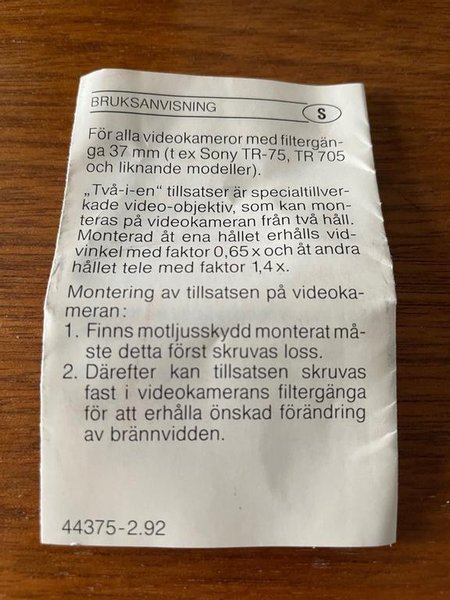 BRUKSANVISNING
S
För alla videokameror med filtergän-
ga 37 mm (t ex Sony TR-75, TR 705
och liknande modeller).
„Två-i-en“ tillsatser är specialtillver-
kade video-objektiv, som kan mon-
teras på videokameran från två håll.
Monterad åt ena hållet erhålls vid-
vinkel med faktor 0,65 x och åt andra
hållet tele med faktor 1,4 x.
Montering av tillsatsen på videoka-
meran:
1. Finns motljusskydd monterat må-
ste detta först skruvas loss.
2. Därefter kan tillsatsen skruvas
fast i videokamerans filtergänga
för att erhålla önskad förändring
av brännvidden.
44375-2.92